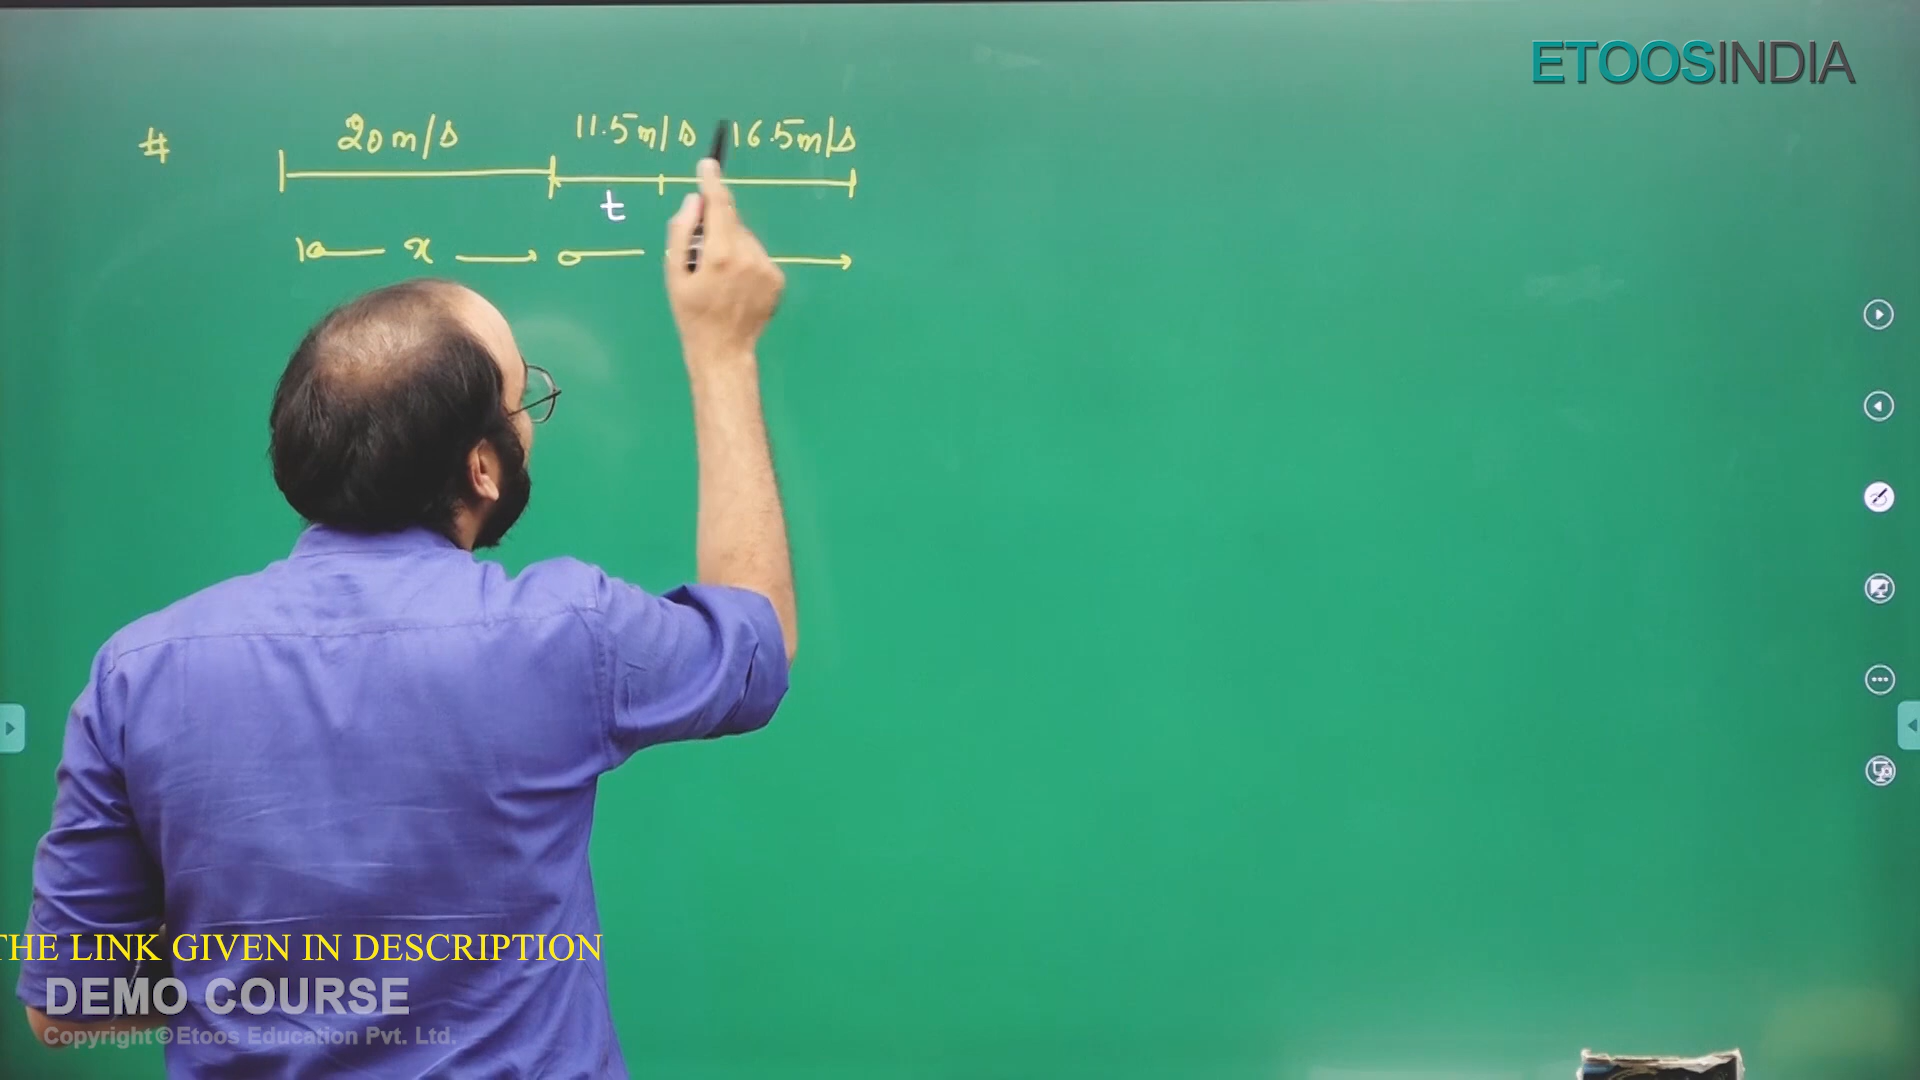 ETOOSINDIA
# 20m/s 11.5m/s 16.5m/s
t
x
THE LINK GIVEN IN DESCRIPTION
DEMO COURSE
Copyright©Etoos Education Pvt. Ltd.